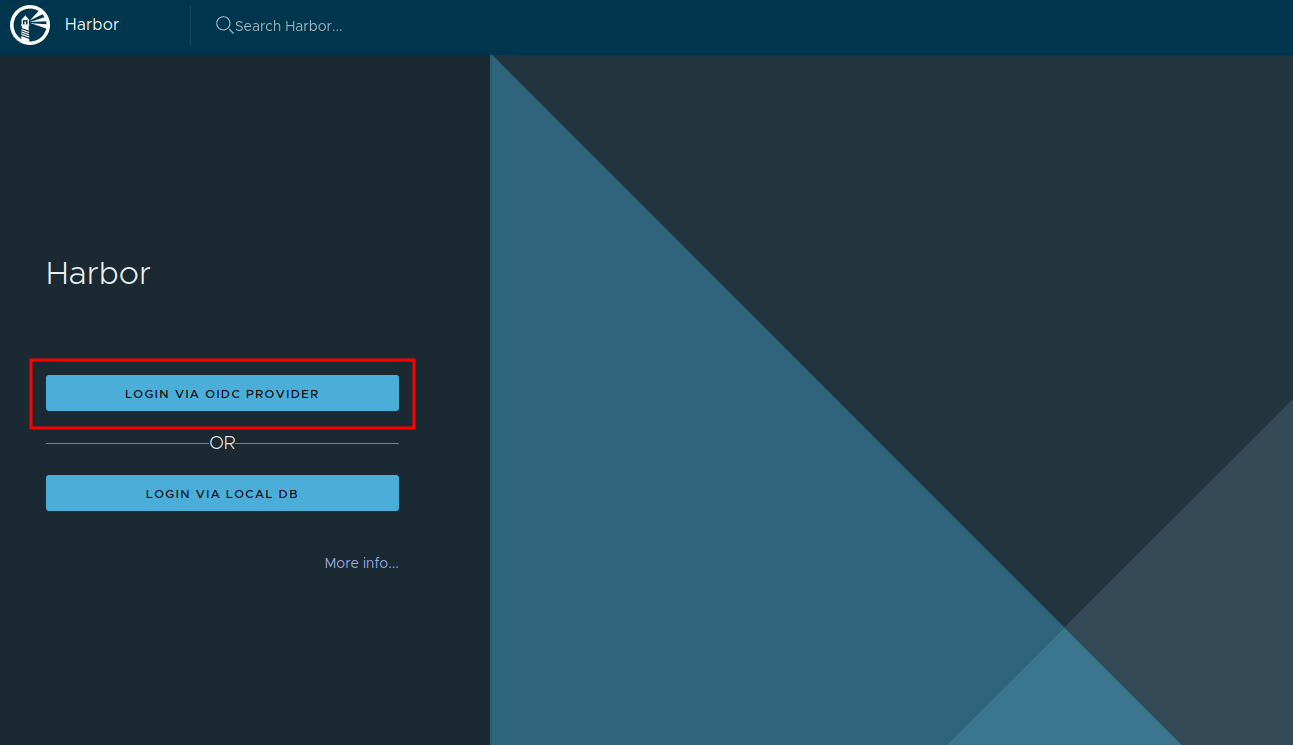 Harbor
Search Harbor...
Harbor
LOGIN VIA OIDC PROVIDER
OR
LOGIN VIA LOCAL DB
More info...